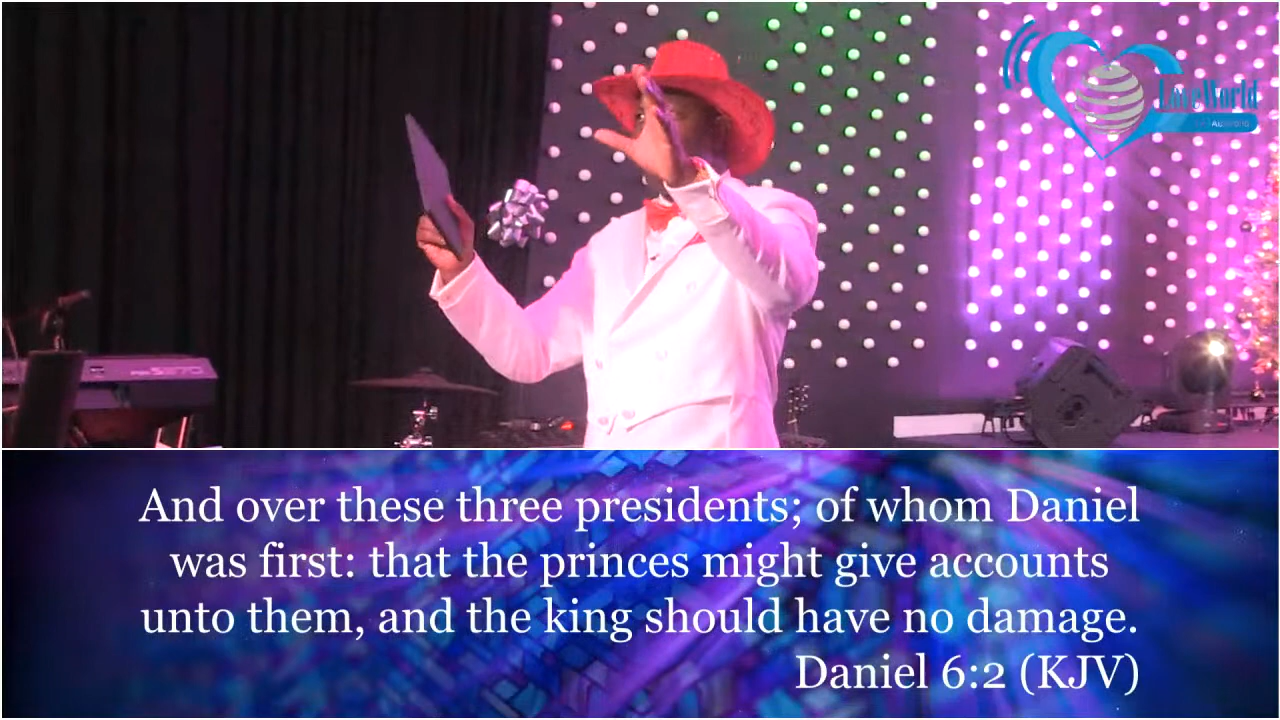 LoveWorld
And over these three presidents; of whom Daniel
was first: that the princes might give accounts
unto them, and the king should have no damage.
Daniel 6:2 (KJV)